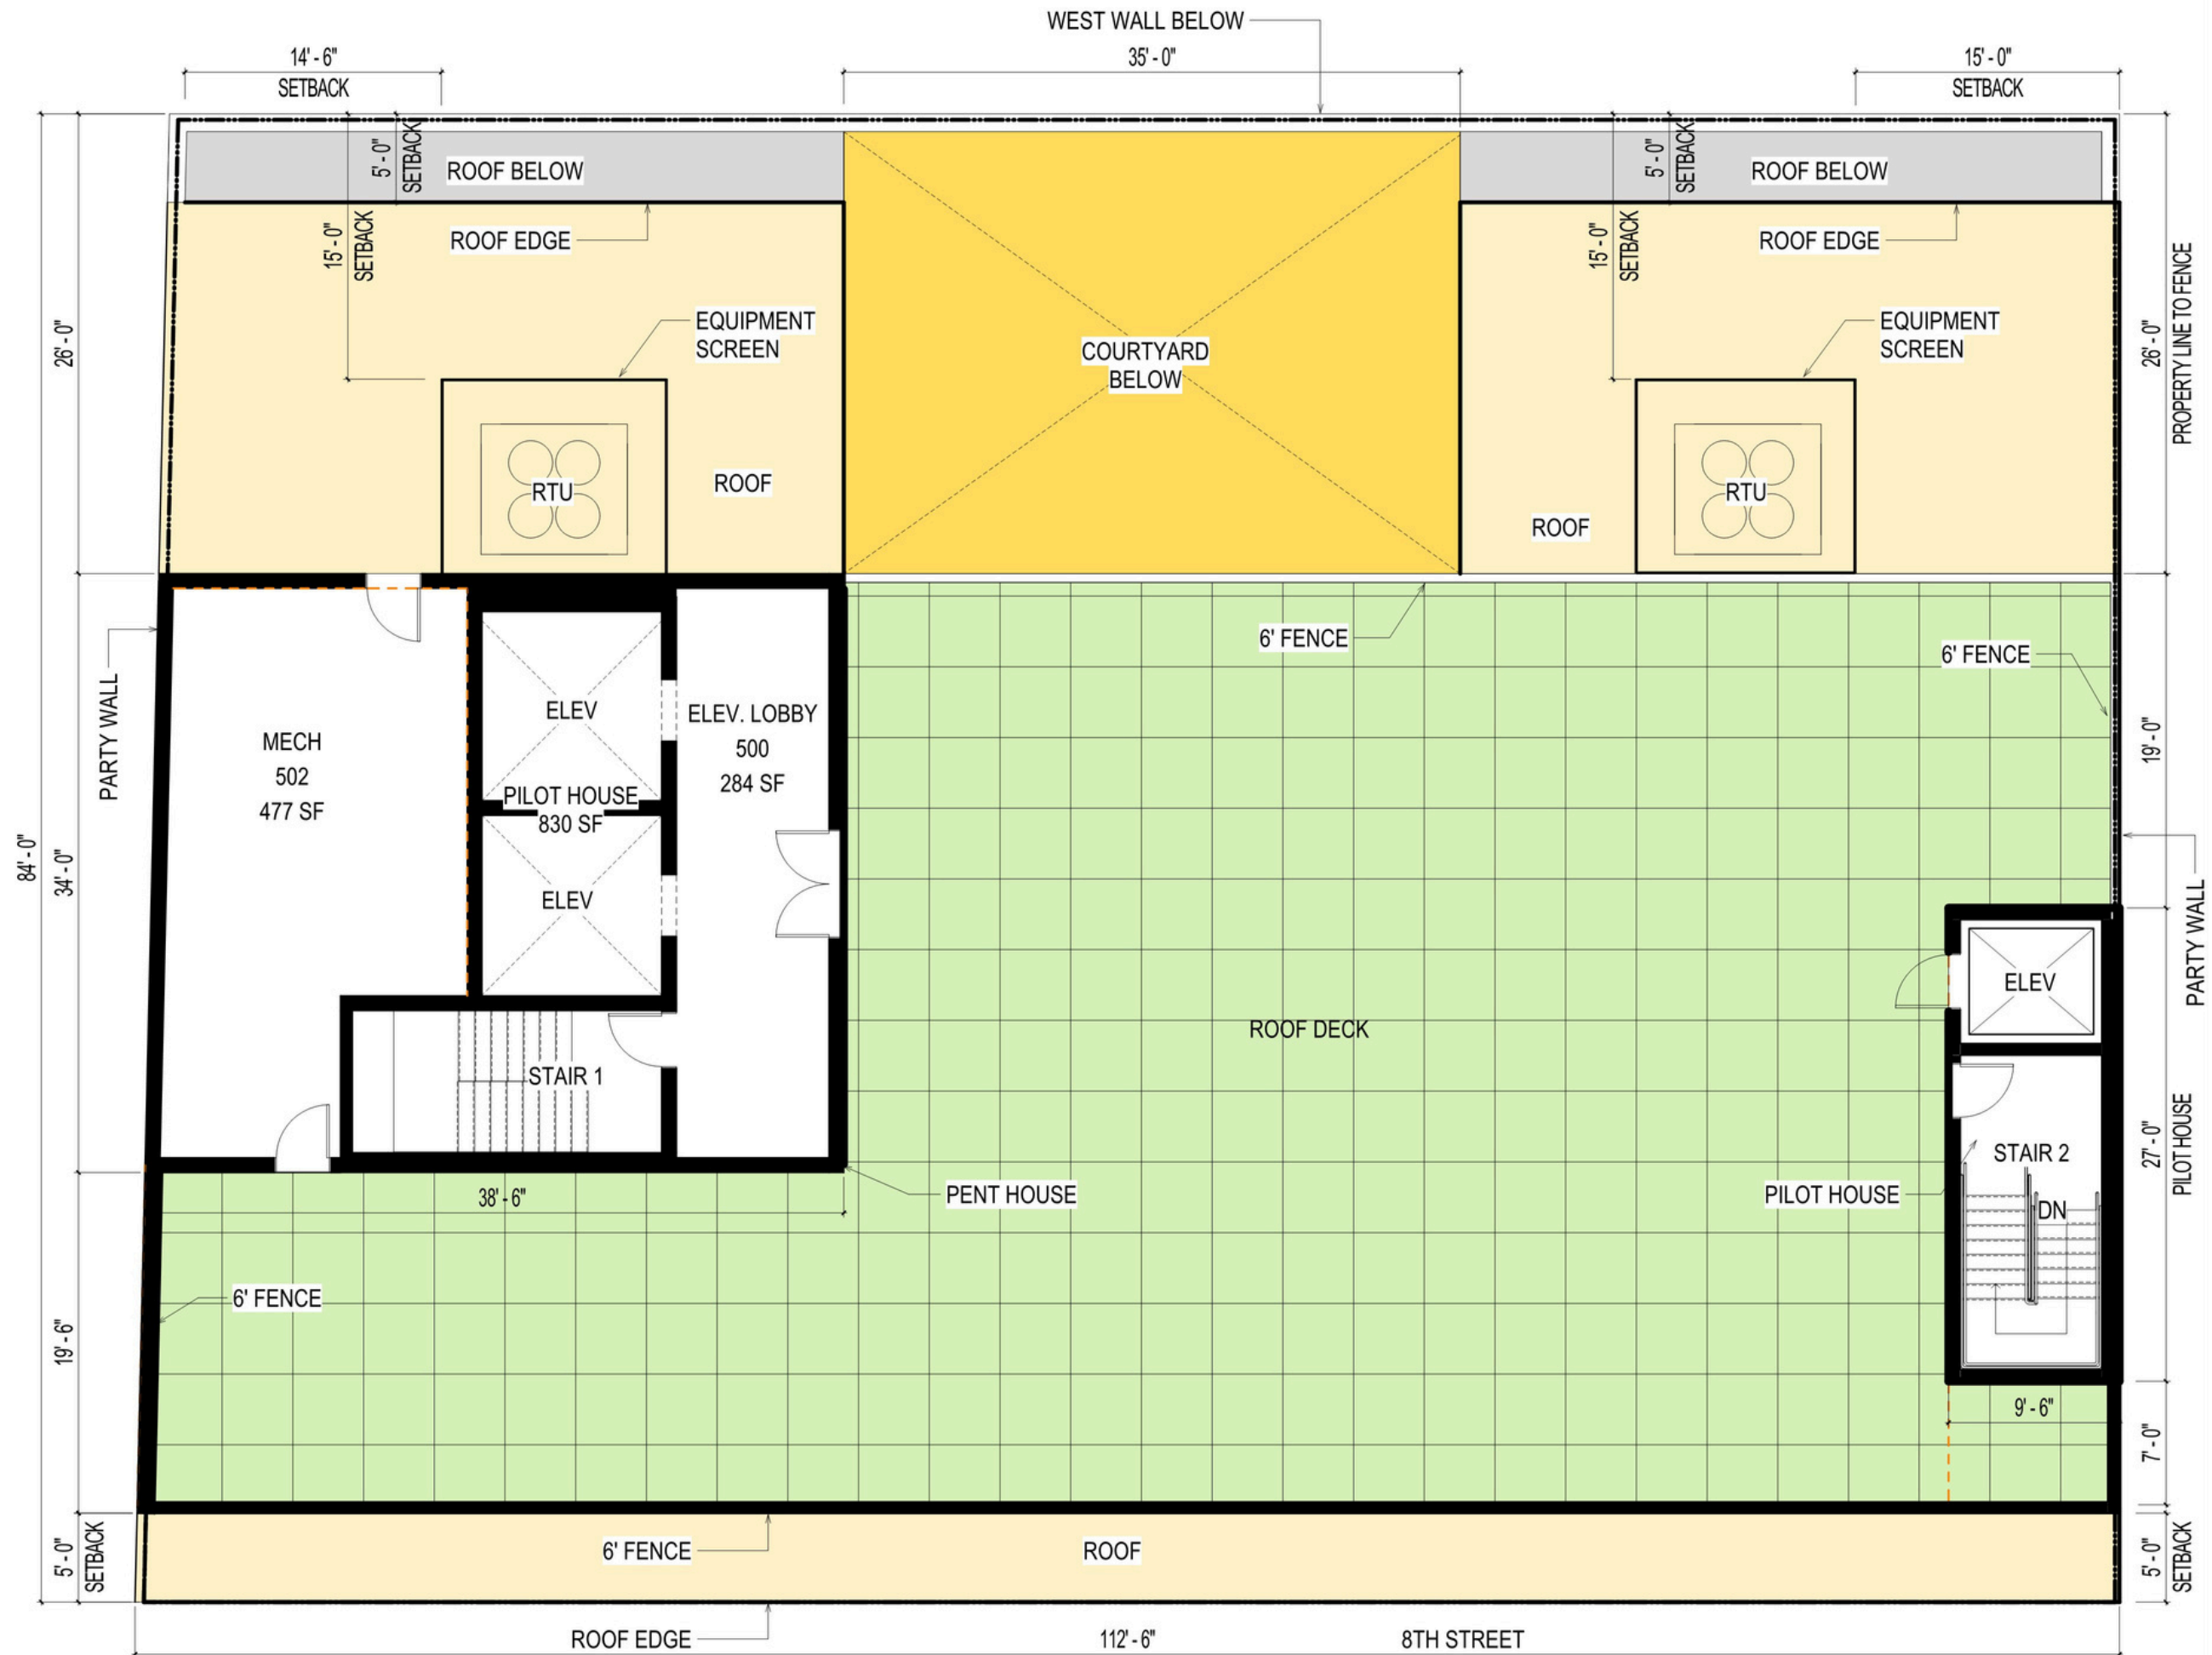 WEST WALL BELOW
14' - 6"
SETBACK
35' - 0"
15' - 0"
SETBACK
5' - 0"
SETBACK
ROOF BELOW
5' - 0"
SETBACK
ROOF BELOW
15' - 0"
SETBACK
ROOF EDGE
15' - 0"
SETBACK
ROOF EDGE
EQUIPMENT
SCREEN
EQUIPMENT
SCREEN
26' - 0"
COURTYARD
BELOW
26' - 0"
PROPERTY LINE TO FENCE
RTU
ROOF
RTU
ROOF
6' FENCE
6' FENCE
PARTY WALL
MECH
502
477 SF
ELEV
ELEV. LOBBY
500
284 SF
19' - 0"
PILOT HOUSE
830 SF
84' - 0"
34' - 0"
ELEV
PARTY WALL
ELEV
ROOF DECK
STAIR 1
STAIR 2
27' - 0"
PILOT HOUSE
38' - 6"
PENT HOUSE
PILOT HOUSE
DN
6' FENCE
19' - 6"
9' - 6"
7' - 0"
5' - 0"
SETBACK
6' FENCE
ROOF
5' - 0"
SETBACK
ROOF EDGE
112' - 6"
8TH STREET